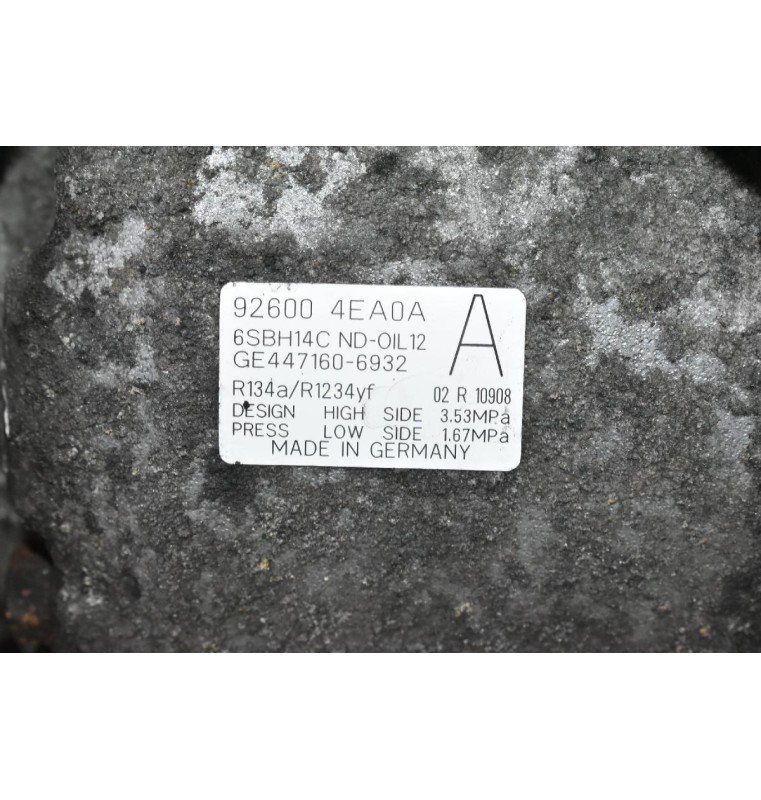 92600 4EA0A A
6SBH14C ND-OIL12
GE447160-6932
R134a/R1234yf 02 R 10908
DESIGN HIGH SIDE 3.53MPa
PRESS LOW SIDE 1.67MPa
MADE IN GERMANY